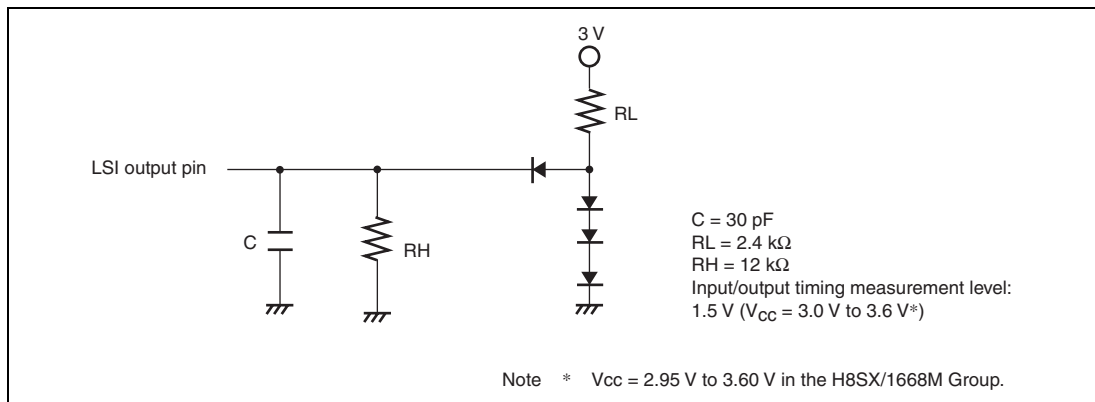 3 V
RL
LSI output pin
C
RH
C = 30 pF
RL = 2.4 kΩ
RH = 12 kΩ
Input/output timing measurement level:
1.5 V (VCC = 3.0 V to 3.6 V*)
Note * Vcc = 2.95 V to 3.60 V in the H8SX/1668M Group.